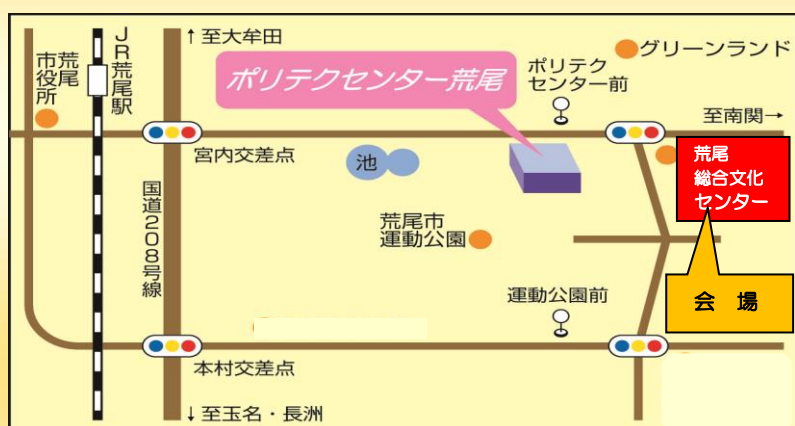 荒尾
市役所
JR荒尾駅
↑至大牟田
ポリテクセンター荒尾
グリーンランド
ポリテク
センター前
至南関→
宮内交差点
池
荒尾
総合文化
センター
国道208号線
荒尾市
運動公園
運動公園前
会 場
本村交差点
↓至玉名・長洲